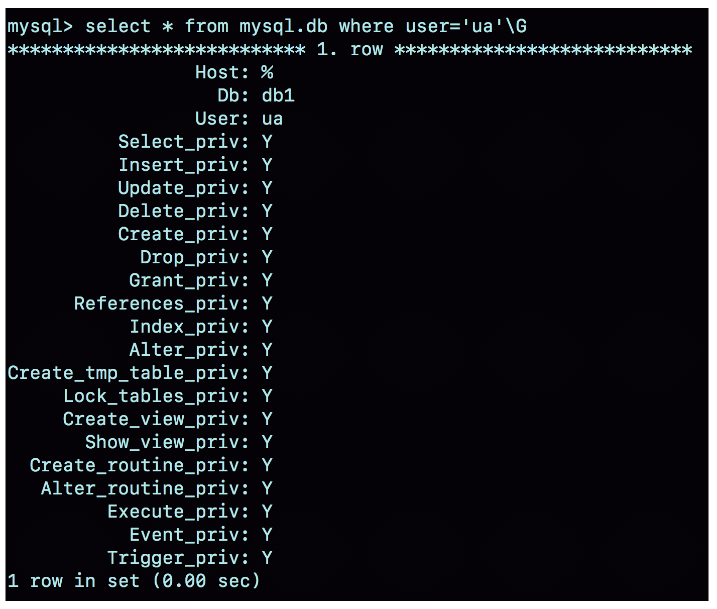 mysql> select * from mysql.db where user='ua'\G
*************************** 1. row ***************************
Host: %
Db: db1
User: ua
Select_priv: Y
Insert_priv: Y
Update_priv: Y
Delete_priv: Y
Create_priv: Y
Drop_priv: Y
Grant_priv: Y
References_priv: Y
Index_priv: Y
Alter_priv: Y
Create_tmp_table_priv: Y
Lock_tables_priv: Y
Create_view_priv: Y
Show_view_priv: Y
Create_routine_priv: Y
Alter_routine_priv: Y
Execute_priv: Y
Event_priv: Y
Trigger_priv: Y
1 row in set (0.00 sec)